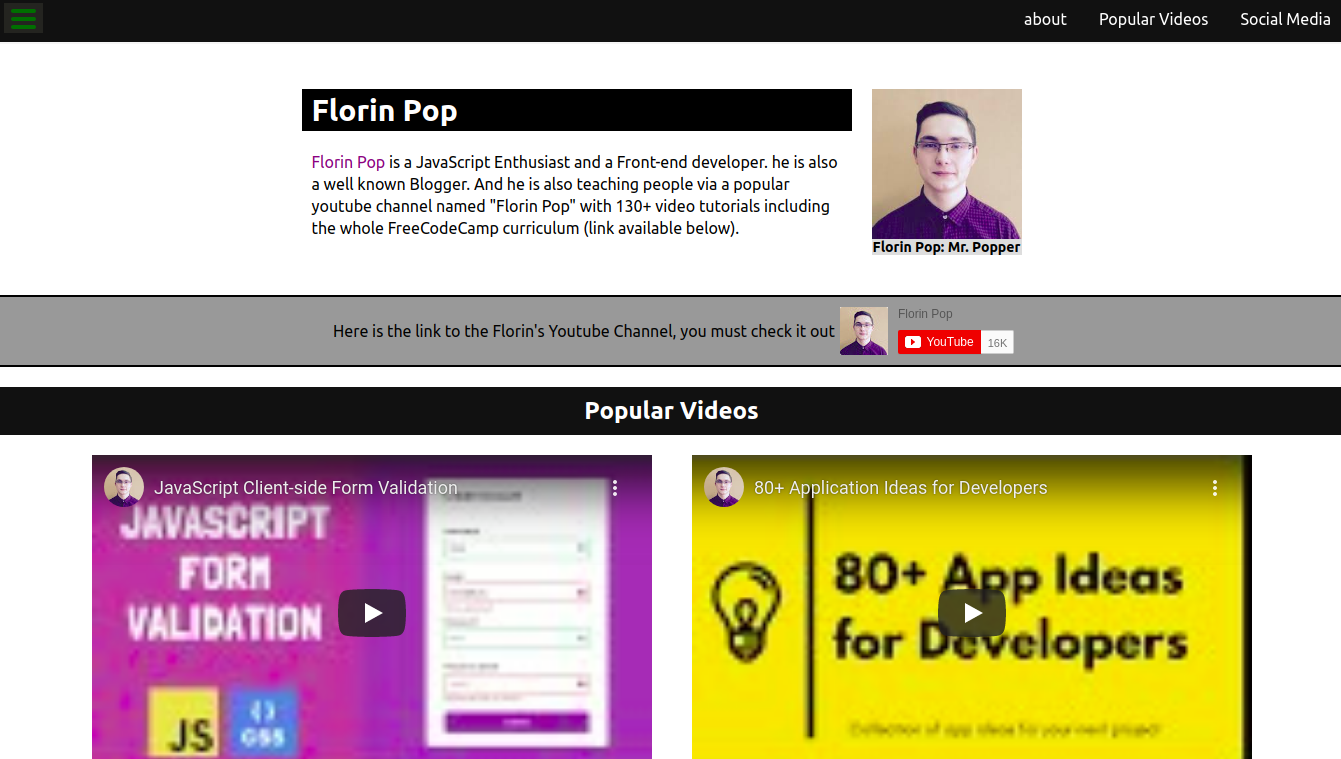 about Popular Videos Social Media
Florin Pop
Florin Pop is a JavaScript Enthusiast and a Front-end developer. he is also
a well known Blogger. And he is also teaching people via a popular
youtube channel named "Florin Pop" with 130+ video tutorials including
the whole FreeCodeCamp curriculum (link available below).
Florin Pop: Mr. Popper
Here is the link to the Florin's Youtube Channel, you must check it out
Florin Pop
YouTube 16K
Popular Videos
JavaScript Client-side Form Validation
JAVASCRIPT
FORM
VALIDATION
JS
CSS
80+ Application Ideas for Developers
80+ App Ideas
for Developers
Collection of app ideas for your next project